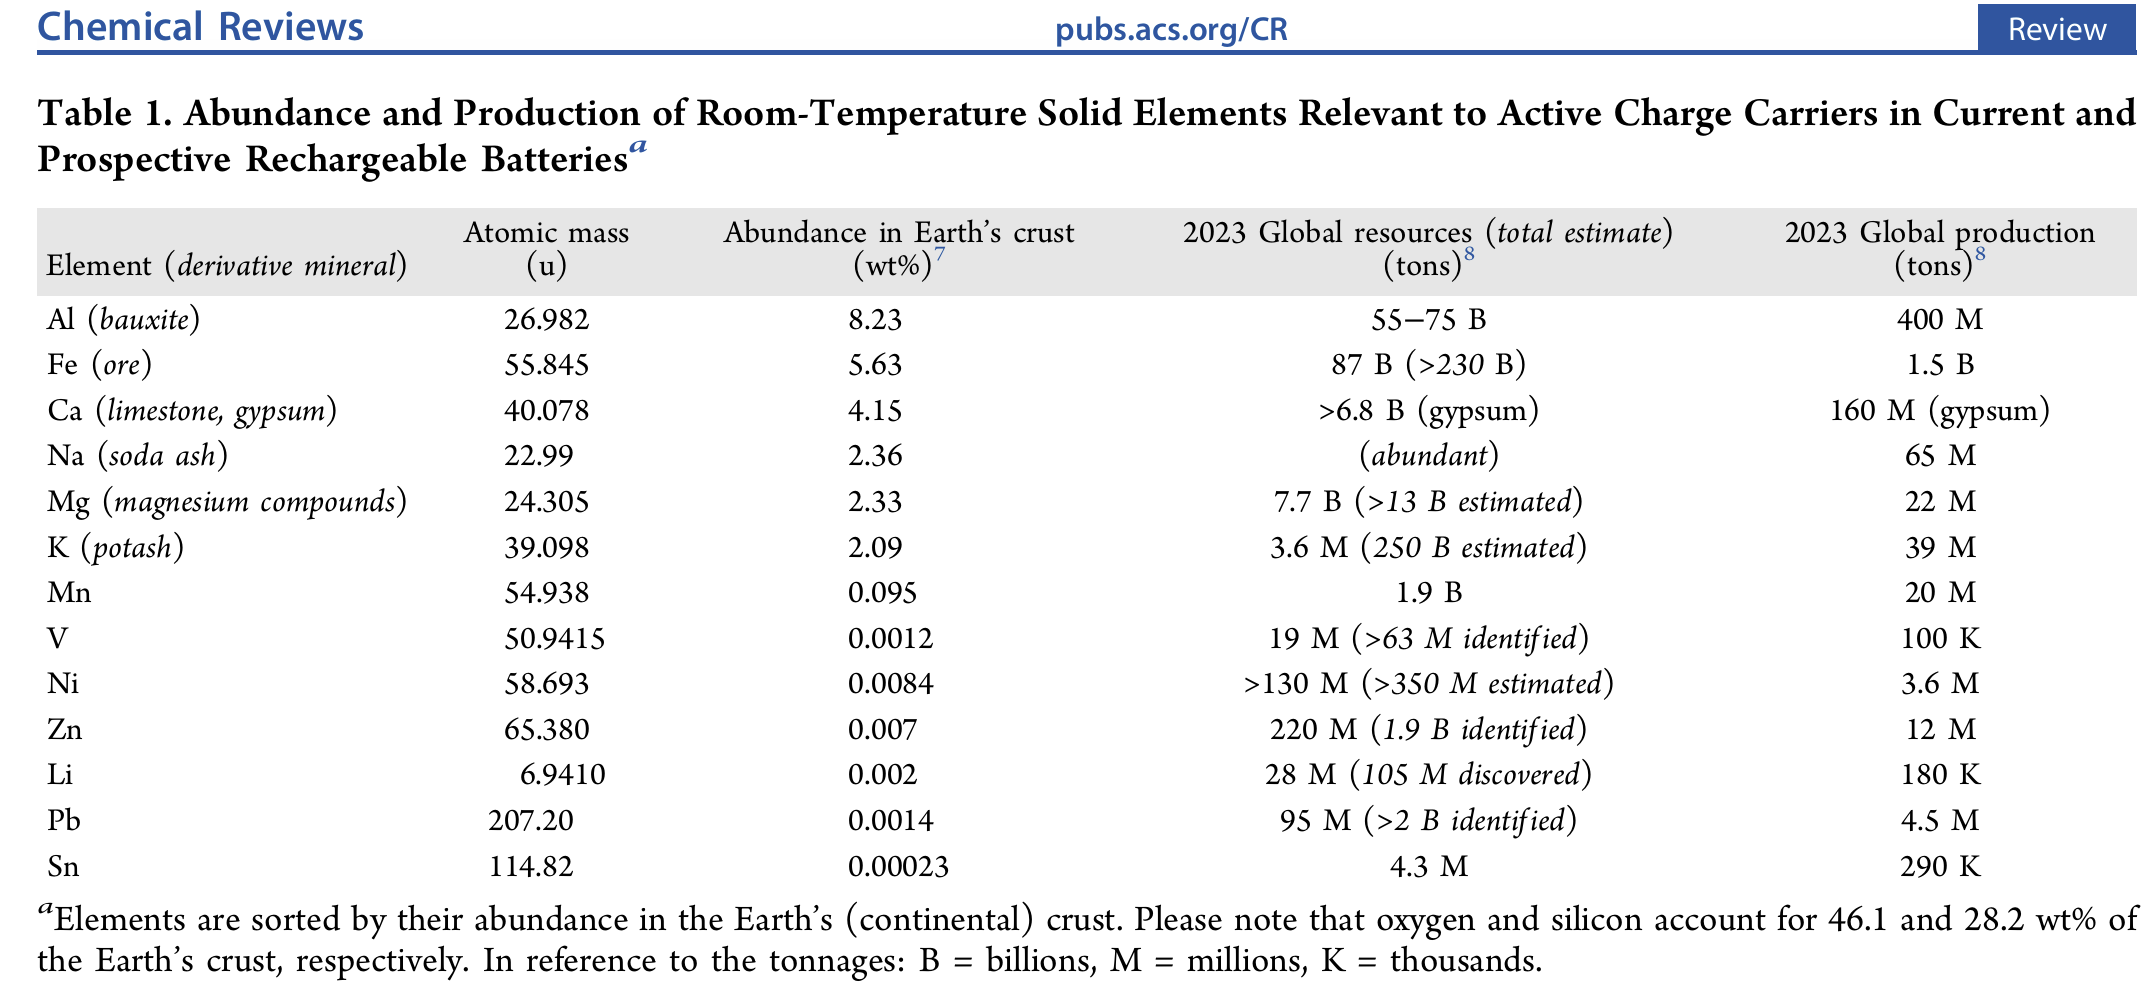 Chemical Reviews pubs.acs.org/CR Review
Table 1. Abundance and Production of Room-Temperature Solid Elements Relevant to Active Charge Carriers in Current and
Prospective Rechargeable Batteriesa
Element (derivative mineral) Atomic mass (u) Abundance in Earth's crust (wt%)7 2023 Global resources (total estimate) (tons)8 2023 Global production (tons)8
Al (bauxite) 26.982 8.23 55−75 B 400 M
Fe (ore) 55.845 5.63 87 B (>230 B) 1.5 B
Ca (limestone, gypsum) 40.078 4.15 >6.8 B (gypsum) 160 M (gypsum)
Na (soda ash) 22.99 2.36 (abundant) 65 M
Mg (magnesium compounds) 24.305 2.33 7.7 B (>13 B estimated) 22 M
K (potash) 39.098 2.09 3.6 M (250 B estimated) 39 M
Mn 54.938 0.095 1.9 B 20 M
V 50.9415 0.0012 19 M (>63 M identified) 100 K
Ni 58.693 0.0084 >130 M (>350 M estimated) 3.6 M
Zn 65.380 0.007 220 M (1.9 B identified) 12 M
Li 6.9410 0.002 28 M (105 M discovered) 180 K
Pb 207.20 0.0014 95 M (>2 B identified) 4.5 M
Sn 114.82 0.00023 4.3 M 290 K
aElements are sorted by their abundance in the Earth's (continental) crust. Please note that oxygen and silicon account for 46.1 and 28.2 wt% of
the Earth's crust, respectively. In reference to the tonnages: B = billions, M = millions, K = thousands.